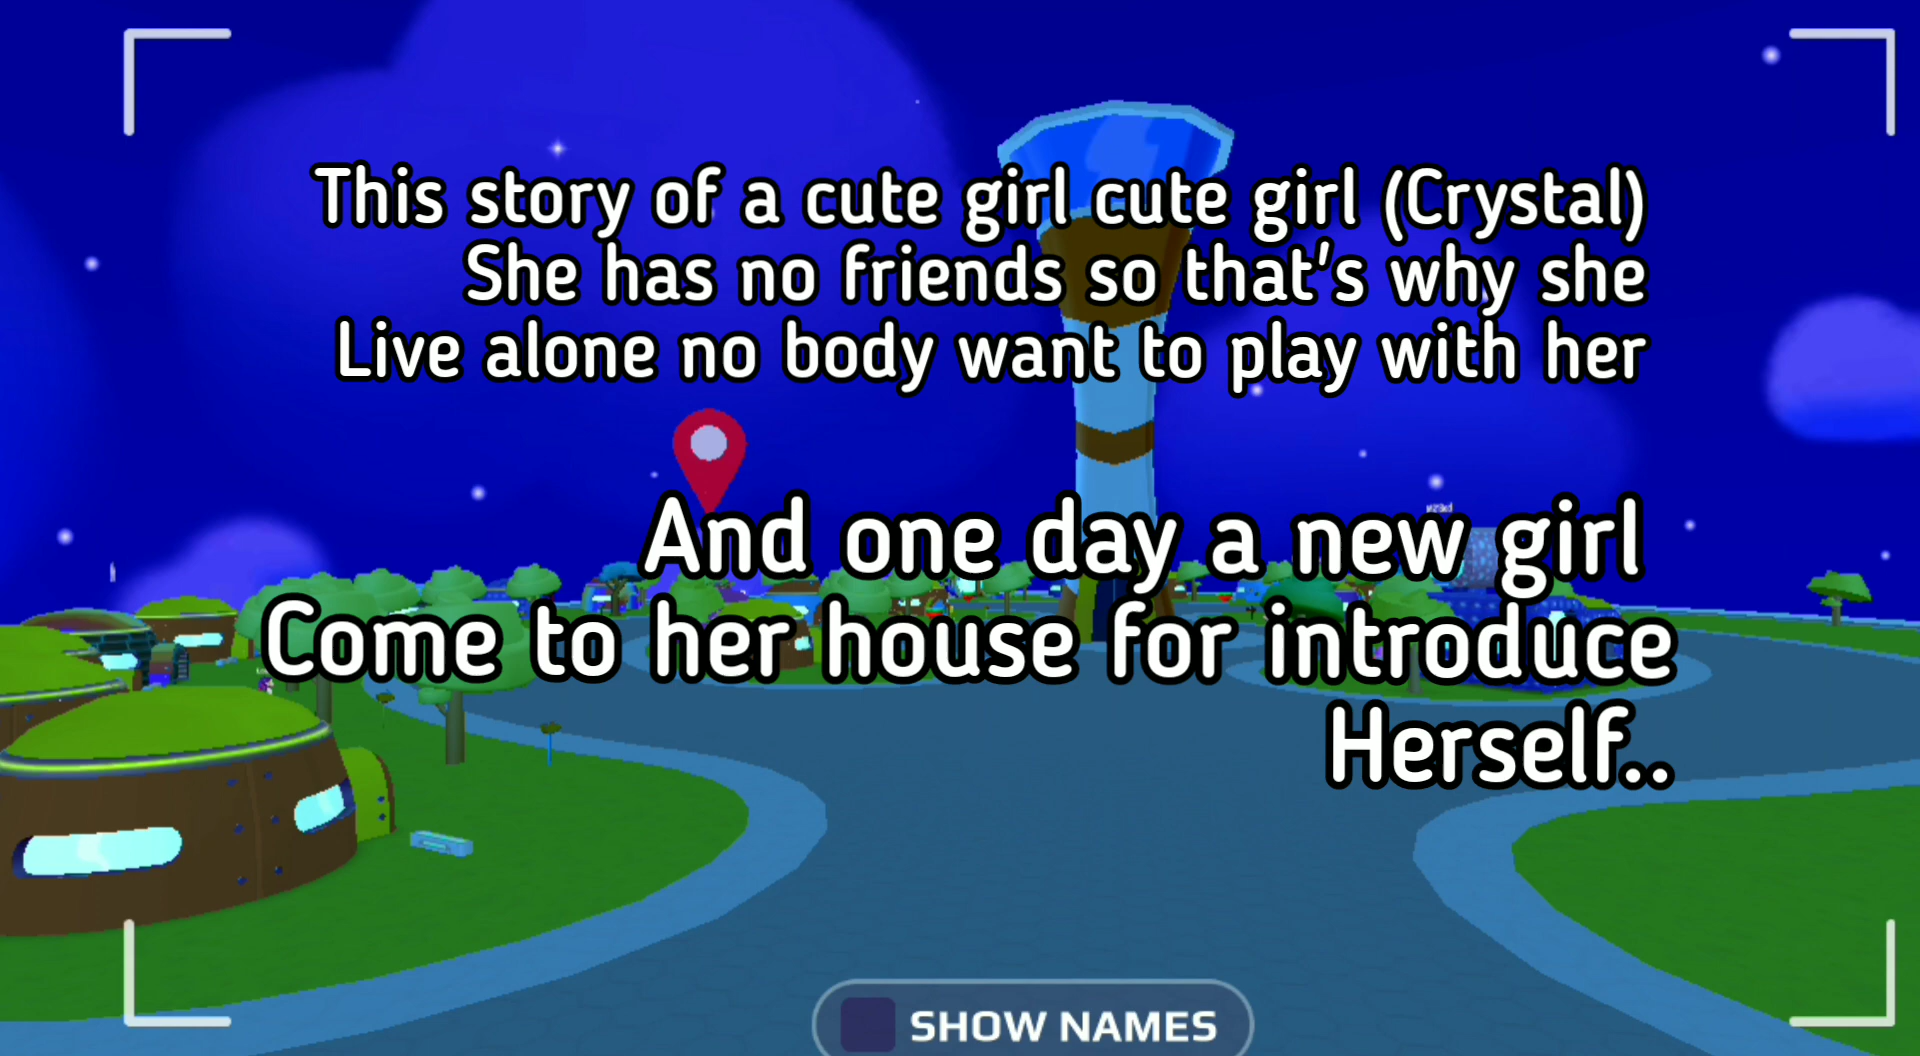 This story of a cute girl cute girl (Crystal)
She has no friends so that's why she
Live alone no body want to play with her
And one day a new girl
Come to her house for introduce
Herself..
SHOW NAMES